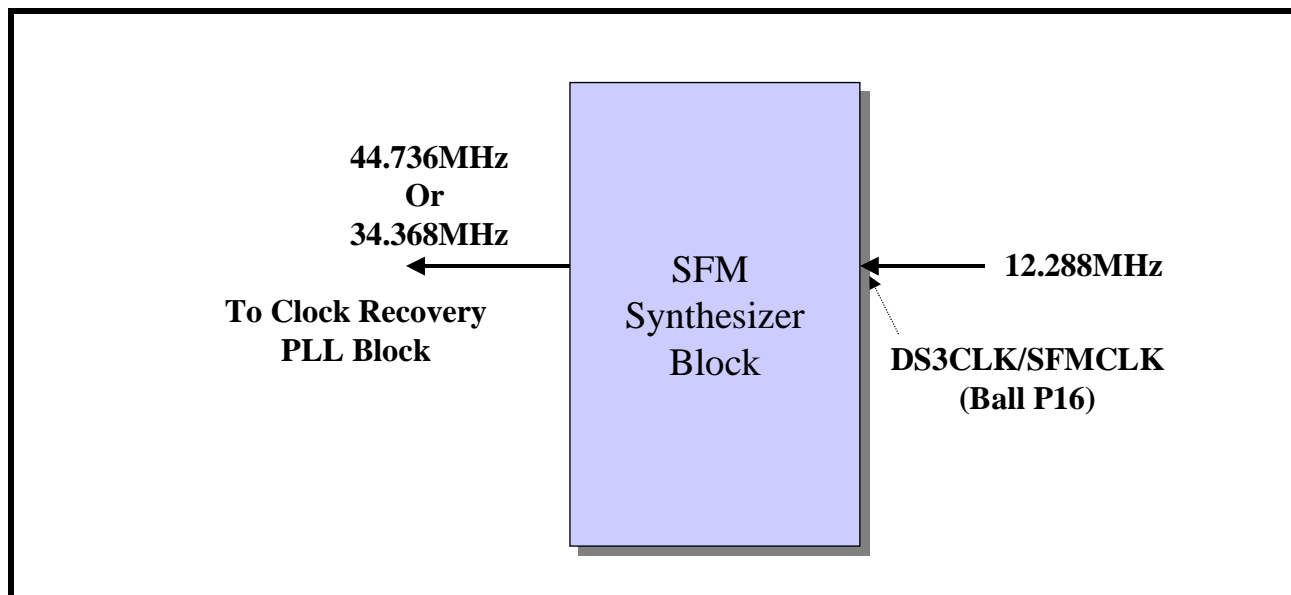 44.736MHz
Or
34.368MHz
To Clock Recovery
PLL Block
SFM
Synthesizer
Block
12.288MHz
DS3CLK/SFMCLK
(Ball P16)